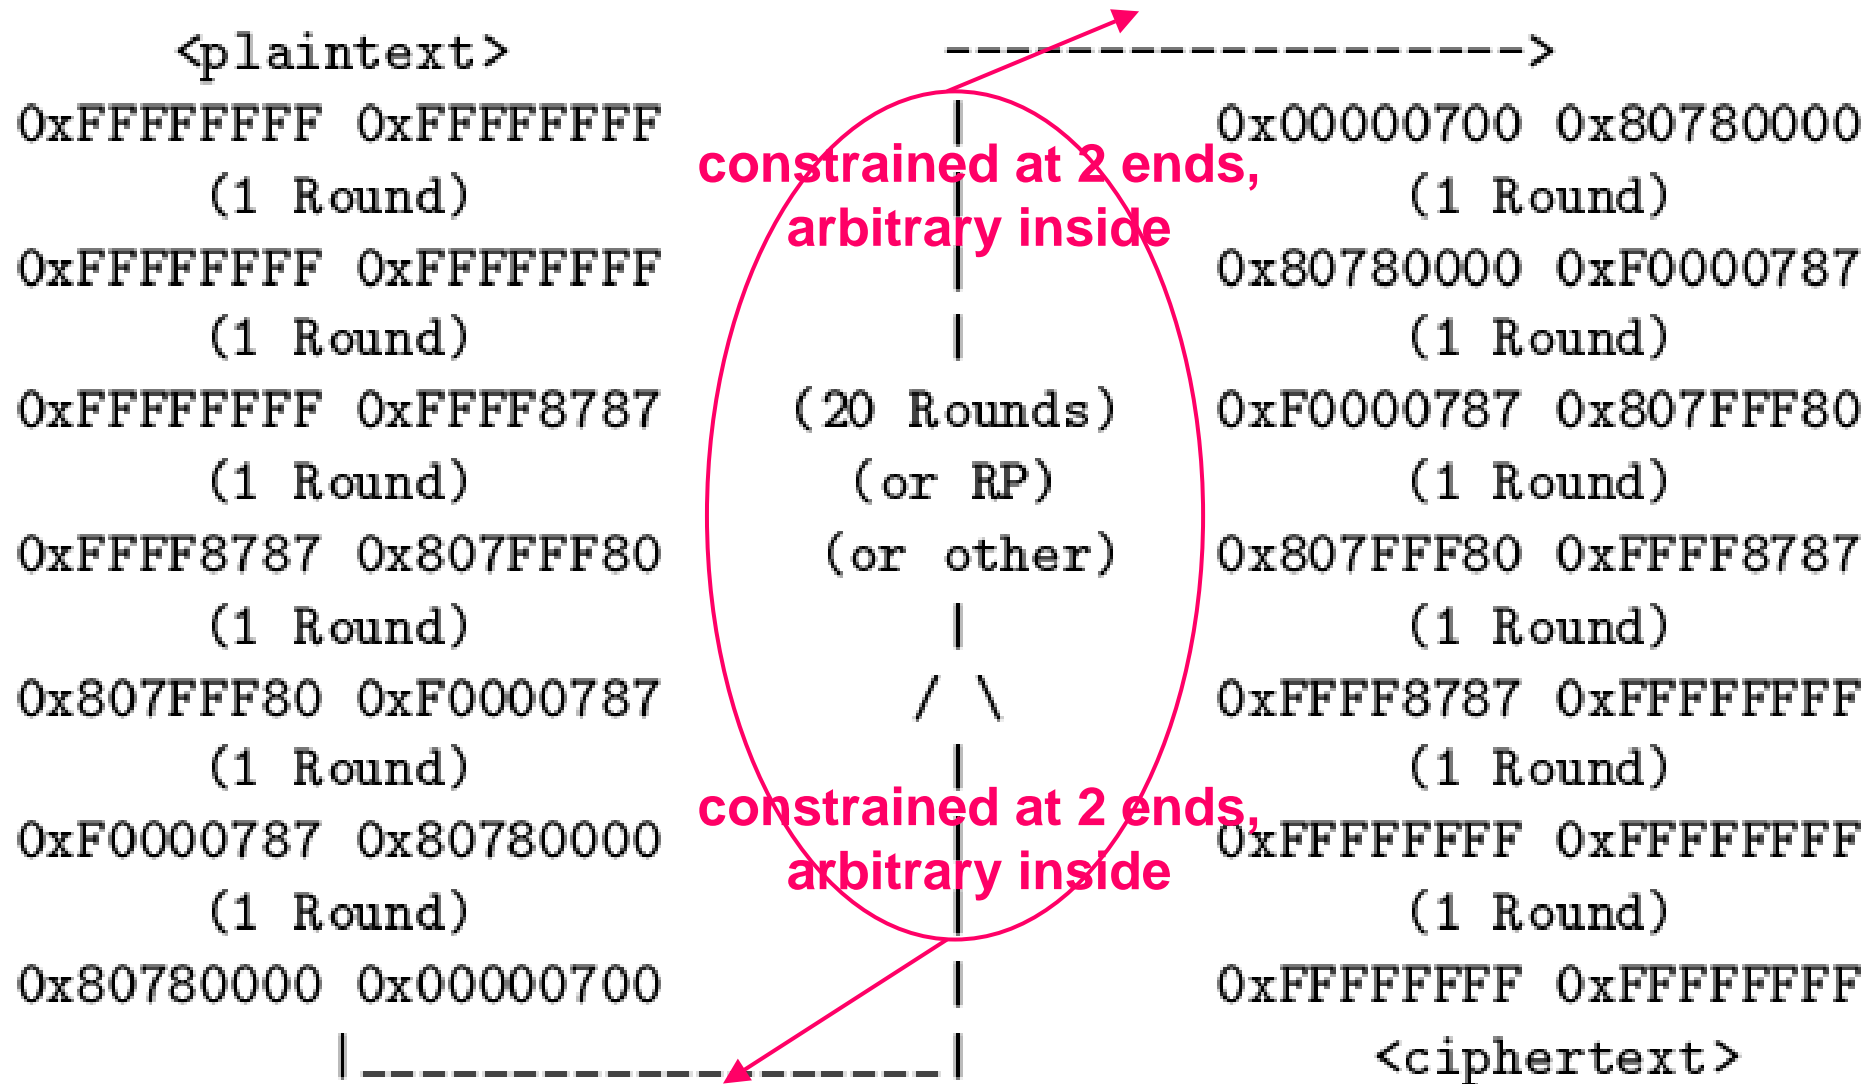 <plaintext>
0xFFFFFFFF 0xFFFFFFFF
(1 Round)
0xFFFFFFFF 0xFFFFFFFF
(1 Round)
0xFFFFFFFF 0xFFFF8787
(1 Round)
0xFFFF8787 0x807FFF80
(1 Round)
0x807FFF80 0xF0000787
(1 Round)
0xF0000787 0x80780000
(1 Round)
0x80780000 0x00000700
constrained at 2 ends,
arbitrary inside
(20 Rounds)
(or RP)
(or other)
constrained at 2 ends,
arbitrary inside
0x00000700 0x80780000
(1 Round)
0x80780000 0xF0000787
(1 Round)
0xF0000787 0x807FFF80
(1 Round)
0x807FFF80 0xFFFF8787
(1 Round)
0xFFFF8787 0xFFFFFFFF
(1 Round)
0xFFFFFFFF 0xFFFFFFFF
(1 Round)
0xFFFFFFFF 0xFFFFFFFF
<ciphertext>